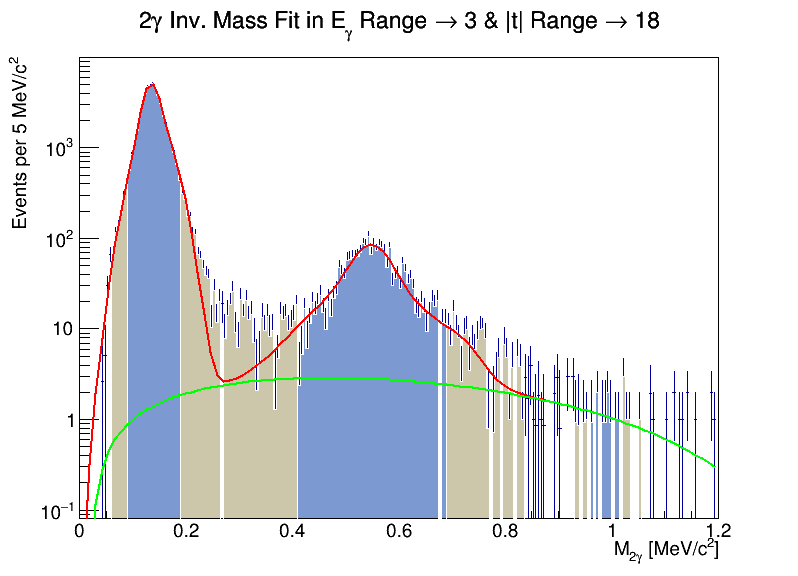 2γ Inv. Mass Fit in E_γ Range → 3 & |t| Range → 18
Events per 5 MeV/c²
10³
10²
10
1
10⁻¹
0 0.2 0.4 0.6 0.8 1 1.2
M_2γ [MeV/c²]